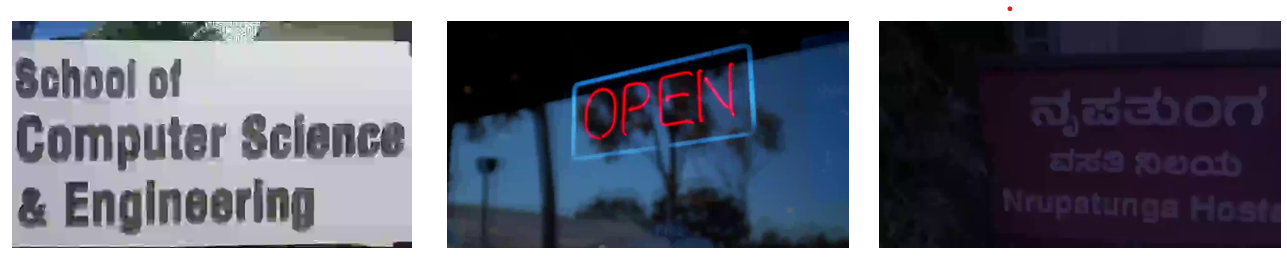 School of
Computer Science
& Engineering
OPEN
ನೃಪತುಂಗ
ವಸತಿ ನಿಲಯ
Nrupatunga Hoste